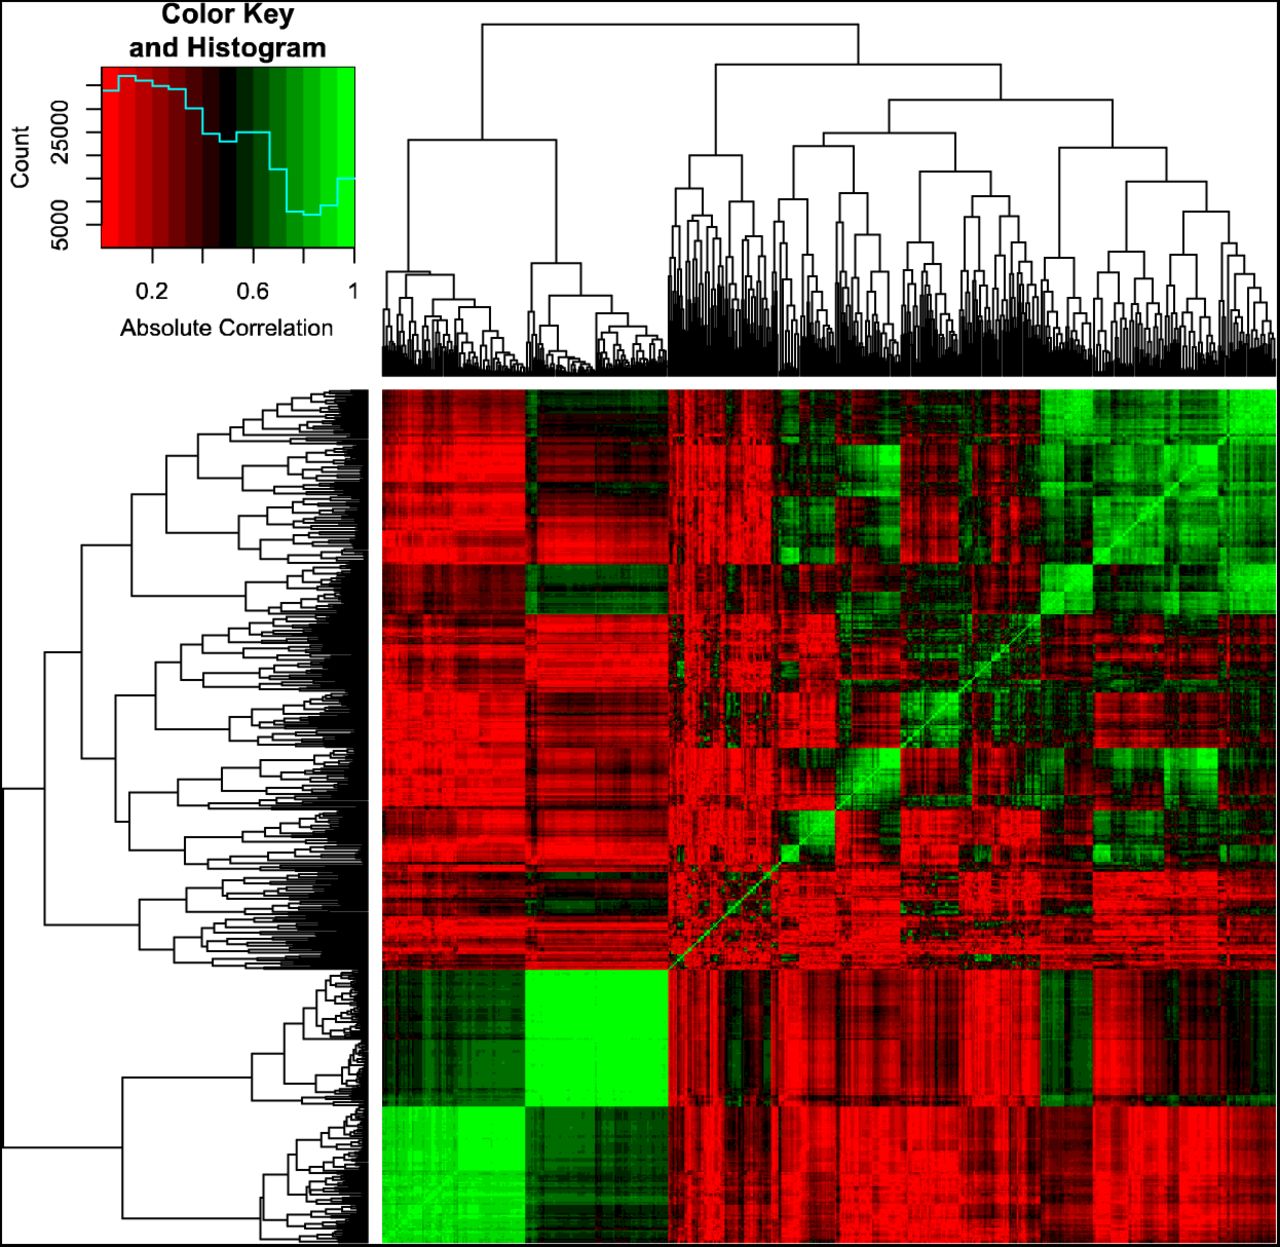 Color Key
and Histogram
Count
25000
5000
0.2 0.6 1
Absolute Correlation